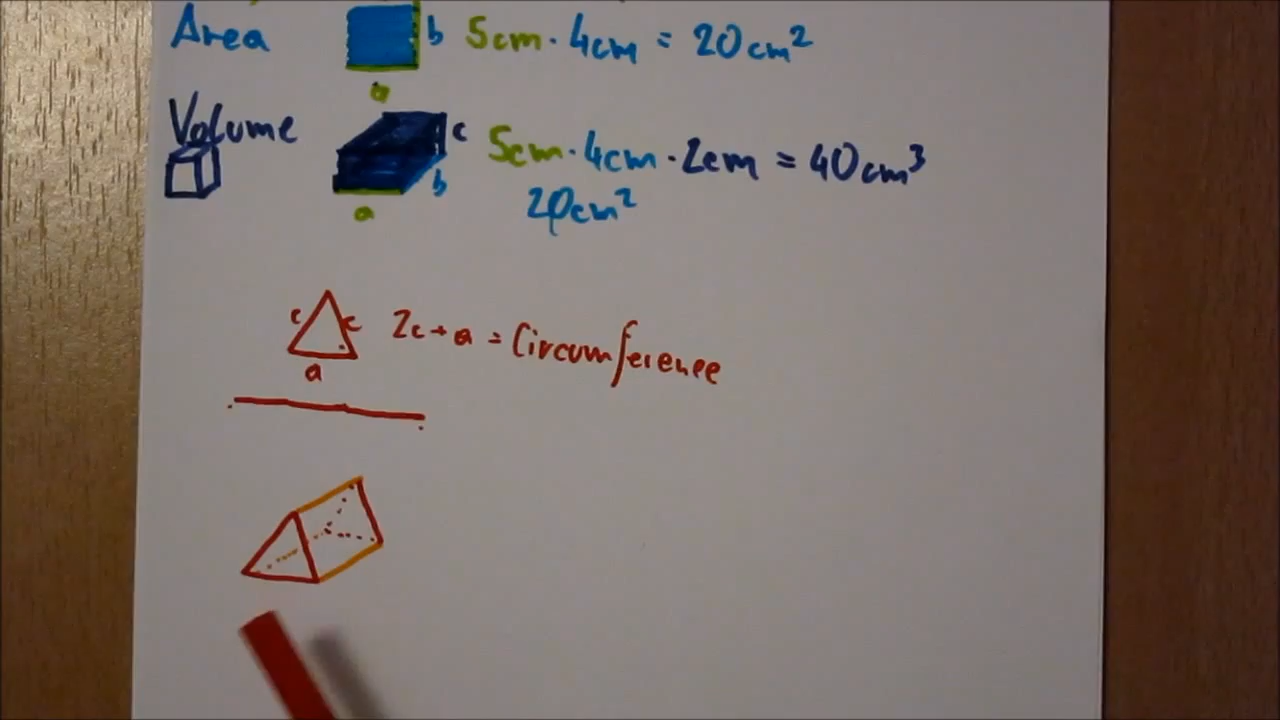 Area b 5cm · 4cm = 20cm²
a
Volume c 5cm · 4cm · 2cm = 40cm³
b
a 20cm²
c c 2c + a = Circumference
a